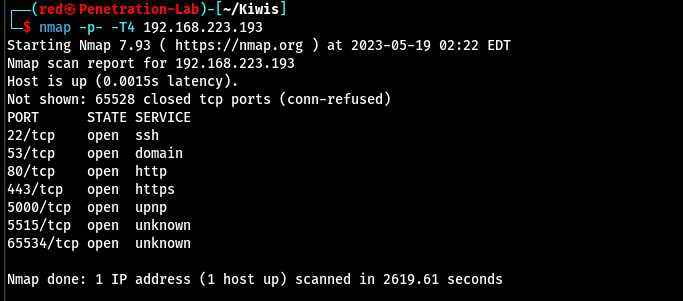 ┌──(red㉿Penetration-Lab)-[~/Kiwis]
└─$ nmap -p- -T4 192.168.223.193
Starting Nmap 7.93 ( https://nmap.org ) at 2023-05-19 02:22 EDT
Nmap scan report for 192.168.223.193
Host is up (0.0015s latency).
Not shown: 65528 closed tcp ports (conn-refused)
PORT      STATE SERVICE
22/tcp    open  ssh
53/tcp    open  domain
80/tcp    open  http
443/tcp   open  https
5000/tcp  open  upnp
5515/tcp  open  unknown
65534/tcp open  unknown
Nmap done: 1 IP address (1 host up) scanned in 2619.61 seconds